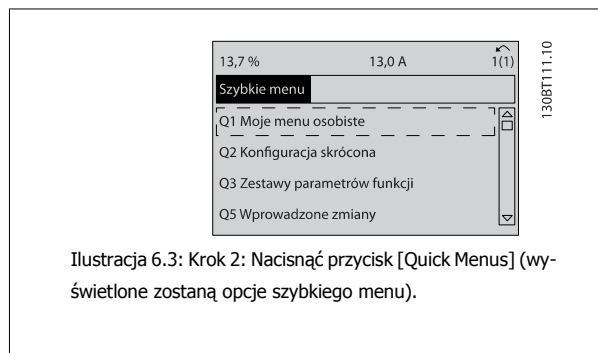 13,7 % 13,0 A 1(1)
Szybkie menu
Q1 Moje menu osobiste
Q2 Konfiguracja skrócona
Q3 Zestawy parametrów funkcji
Q5 Wprowadzone zmiany
130BT111.10
Ilustracja 6.3: Krok 2: Nacisnąć przycisk [Quick Menus] (wy-
świetlone zostaną opcje szybkiego menu).